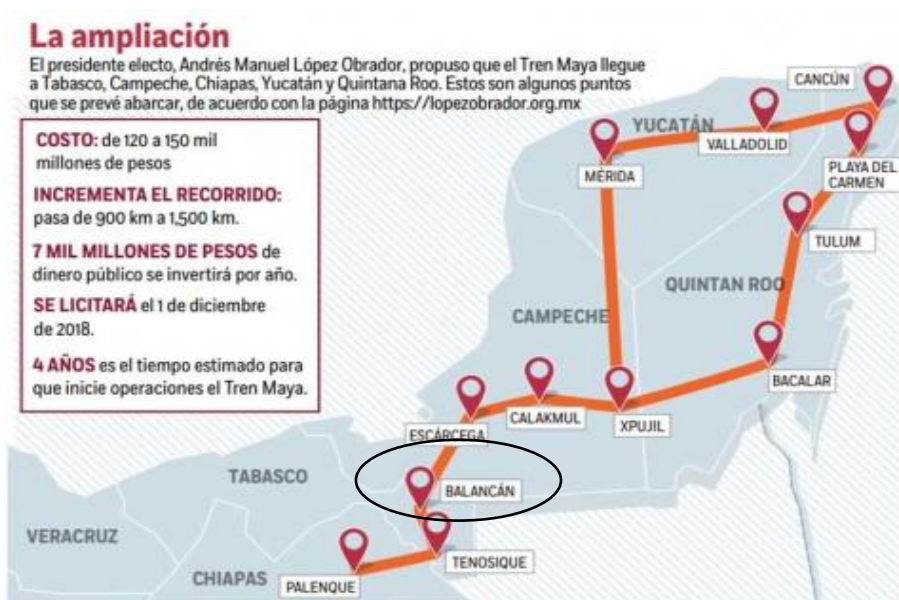 La ampliación
El presidente electo, Andrés Manuel López Obrador, propuso que el Tren Maya llegue
a Tabasco, Campeche, Chiapas, Yucatán y Quintana Roo. Estos son algunos puntos
que se prevé abarcar, de acuerdo con la página https://lopezobrador.org.mx
COSTO: de 120 a 150 mil
millones de pesos
INCREMENTA EL RECORRIDO:
pasa de 900 km a 1,500 km.
7 MIL MILLONES DE PESOS de
dinero público se invertirá por año.
SE LICITARÁ el 1 de diciembre
de 2018.
4 AÑOS es el tiempo estimado para
que inicie operaciones el Tren Maya.
CANCÚN
YUCATÁN
VALLADOLID
MÉRIDA
PLAYA DEL
CARMEN
TULUM
QUINTAN ROO
CAMPECHE
BACALAR
CALAKMUL
XPUJIL
ESCÁRCEGA
TABASCO
BALANCÁN
VERACRUZ
TENOSIQUE
CHIAPAS
PALENQUE